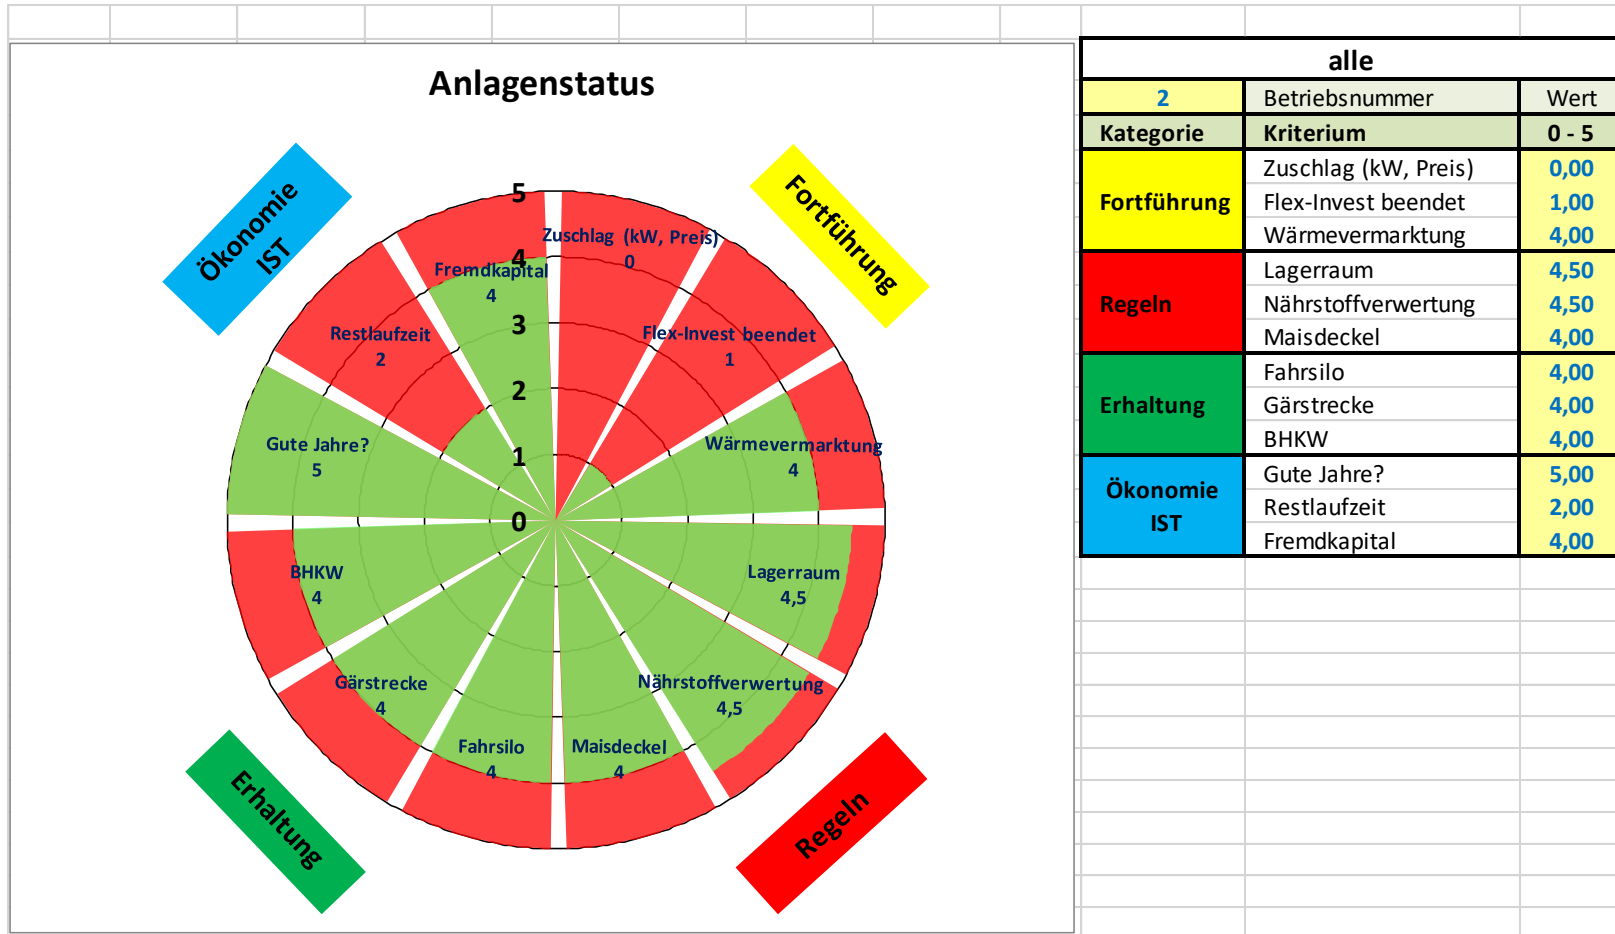 Anlagenstatus
Ökonomie
IST
Fortführung
5
4
3
2
1
0
Zuschlag (kW, Preis)
0
Flex-Invest beendet
1
Wärmevermarktung
4
Lagerraum
4,5
Nährstoffverwertung
4,5
Maisdeckel
4
Fahrsilo
4
Gärstrecke
4
BHKW
4
Gute Jahre?
5
Restlaufzeit
2
Fremdkapital
4
Erhaltung
Regeln
alle
2 Betriebsnummer Wert
Kategorie Kriterium 0 - 5
Fortführung
Zuschlag (kW, Preis) 0,00
Flex-Invest beendet 1,00
Wärmevermarktung 4,00
Regeln
Lagerraum 4,50
Nährstoffverwertung 4,50
Maisdeckel 4,00
Erhaltung
Fahrsilo 4,00
Gärstrecke 4,00
BHKW 4,00
Ökonomie
IST
Gute Jahre? 5,00
Restlaufzeit 2,00
Fremdkapital 4,00